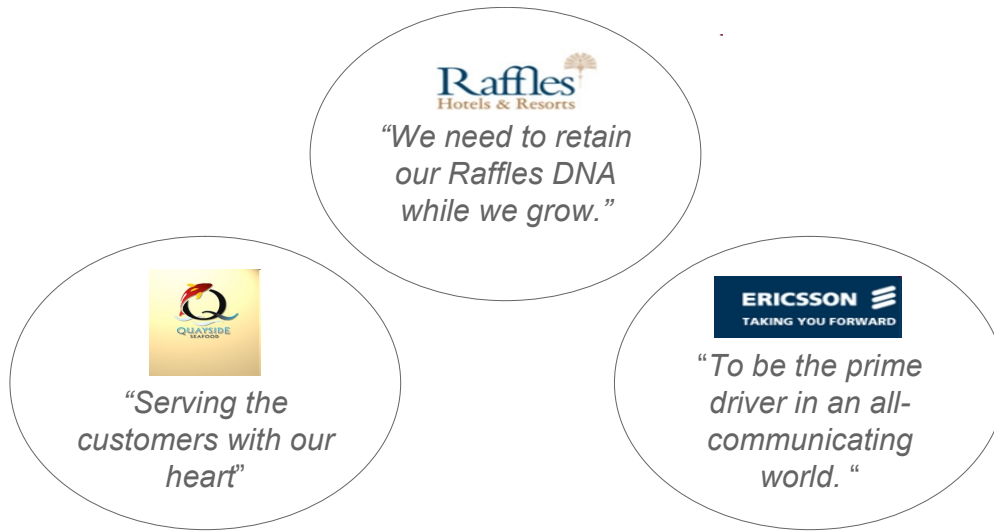 Raffles
Hotels & Resorts
“We need to retain
our Raffles DNA
while we grow.”
Q
QUAYSIDE
SEAFOOD
“Serving the
customers with our
heart”
ERICSSON
TAKING YOU FORWARD
“To be the prime
driver in an all-
communicating
world. “